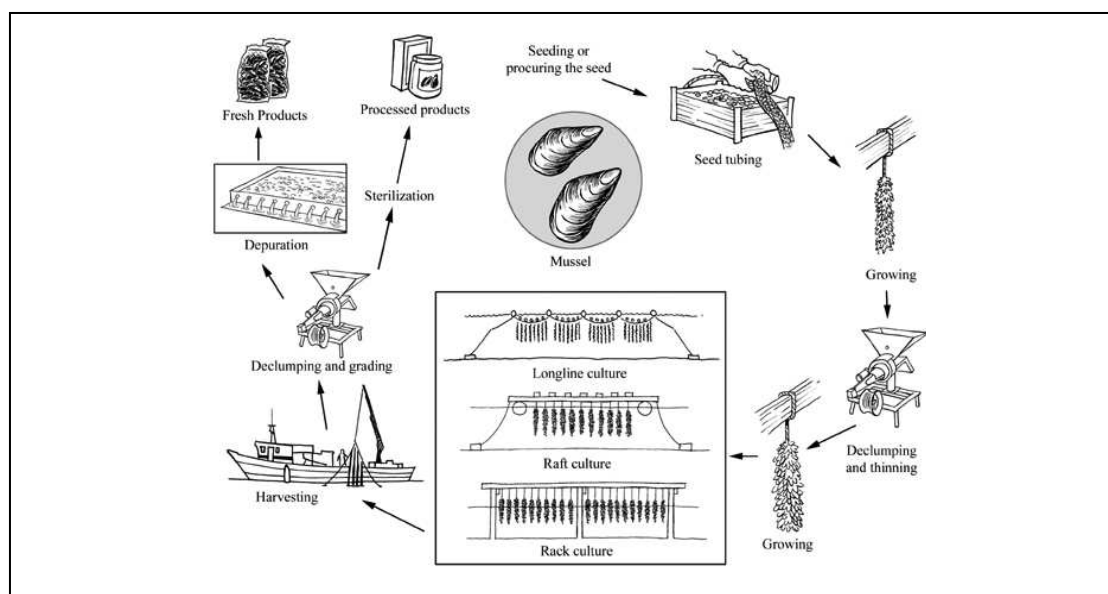 Seeding or
procuring the seed
Seed tubing
Growing
Declumping
and thinning
Growing
Longline culture
Raft culture
Rack culture
Harvesting
Declumping and grading
Depuration
Fresh Products
Sterilization
Processed products
Mussel